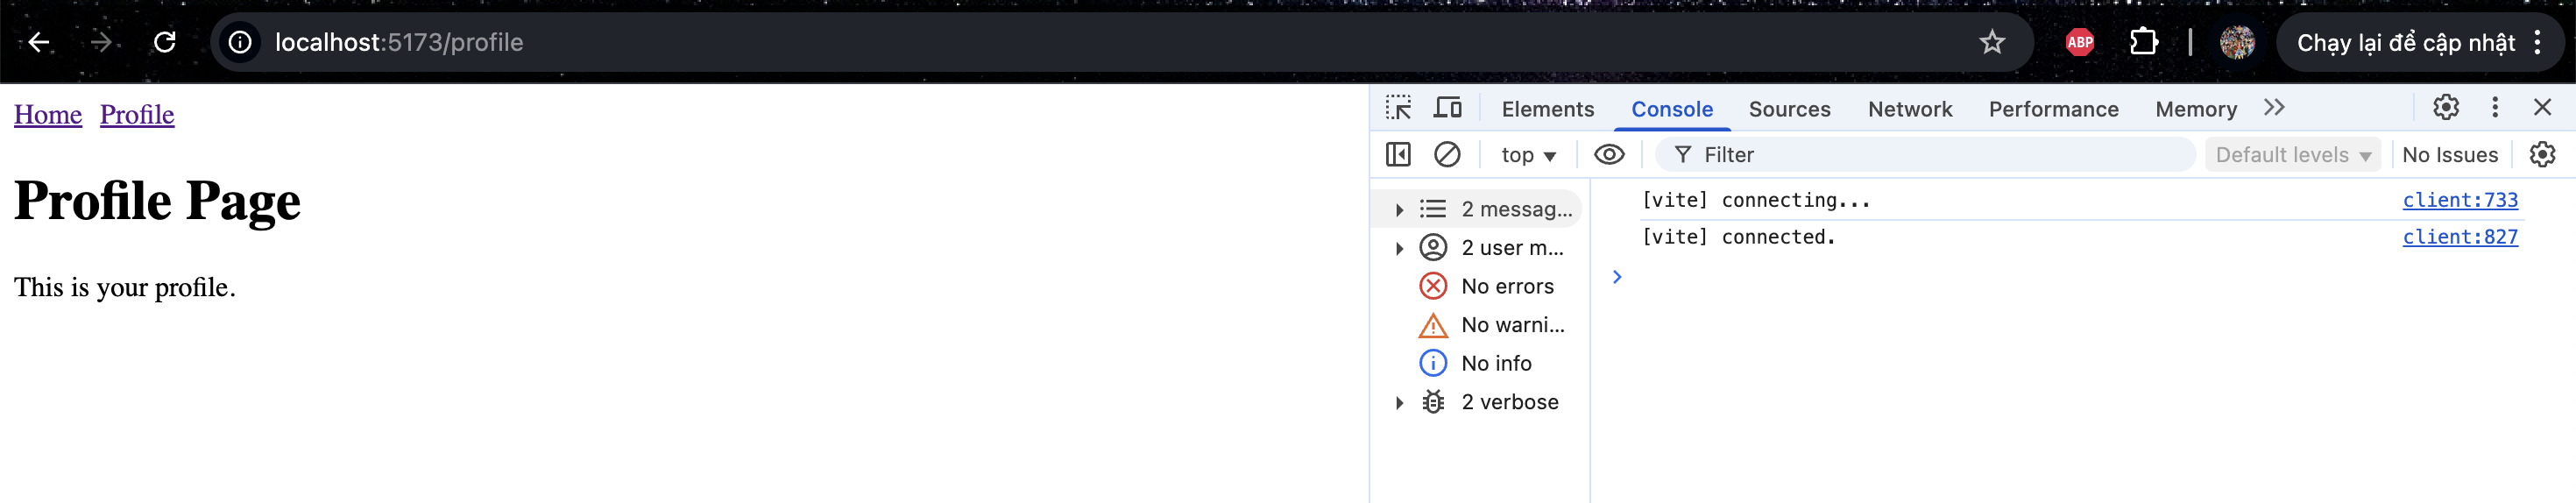 localhost:5173/profile
ABP
Chạy lại để cập nhật
Home Profile
Profile Page
This is your profile.
Elements Console Sources Network Performance Memory
top Filter Default levels No Issues
2 messag...
2 user m...
No errors
No warni...
No info
2 verbose
[vite] connecting... client:733
[vite] connected. client:827